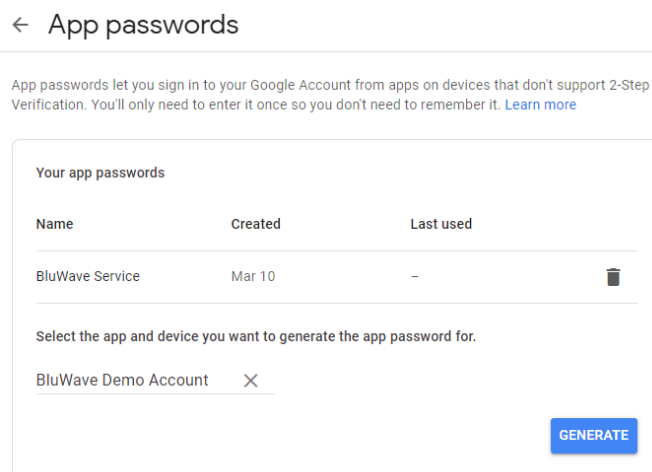 App passwords
App passwords let you sign in to your Google Account from apps on devices that don't support 2-Step
Verification. You'll only need to enter it once so you don't need to remember it. Learn more
Your app passwords
Name Created Last used
BluWave Service Mar 10 –
Select the app and device you want to generate the app password for.
BluWave Demo Account
GENERATE